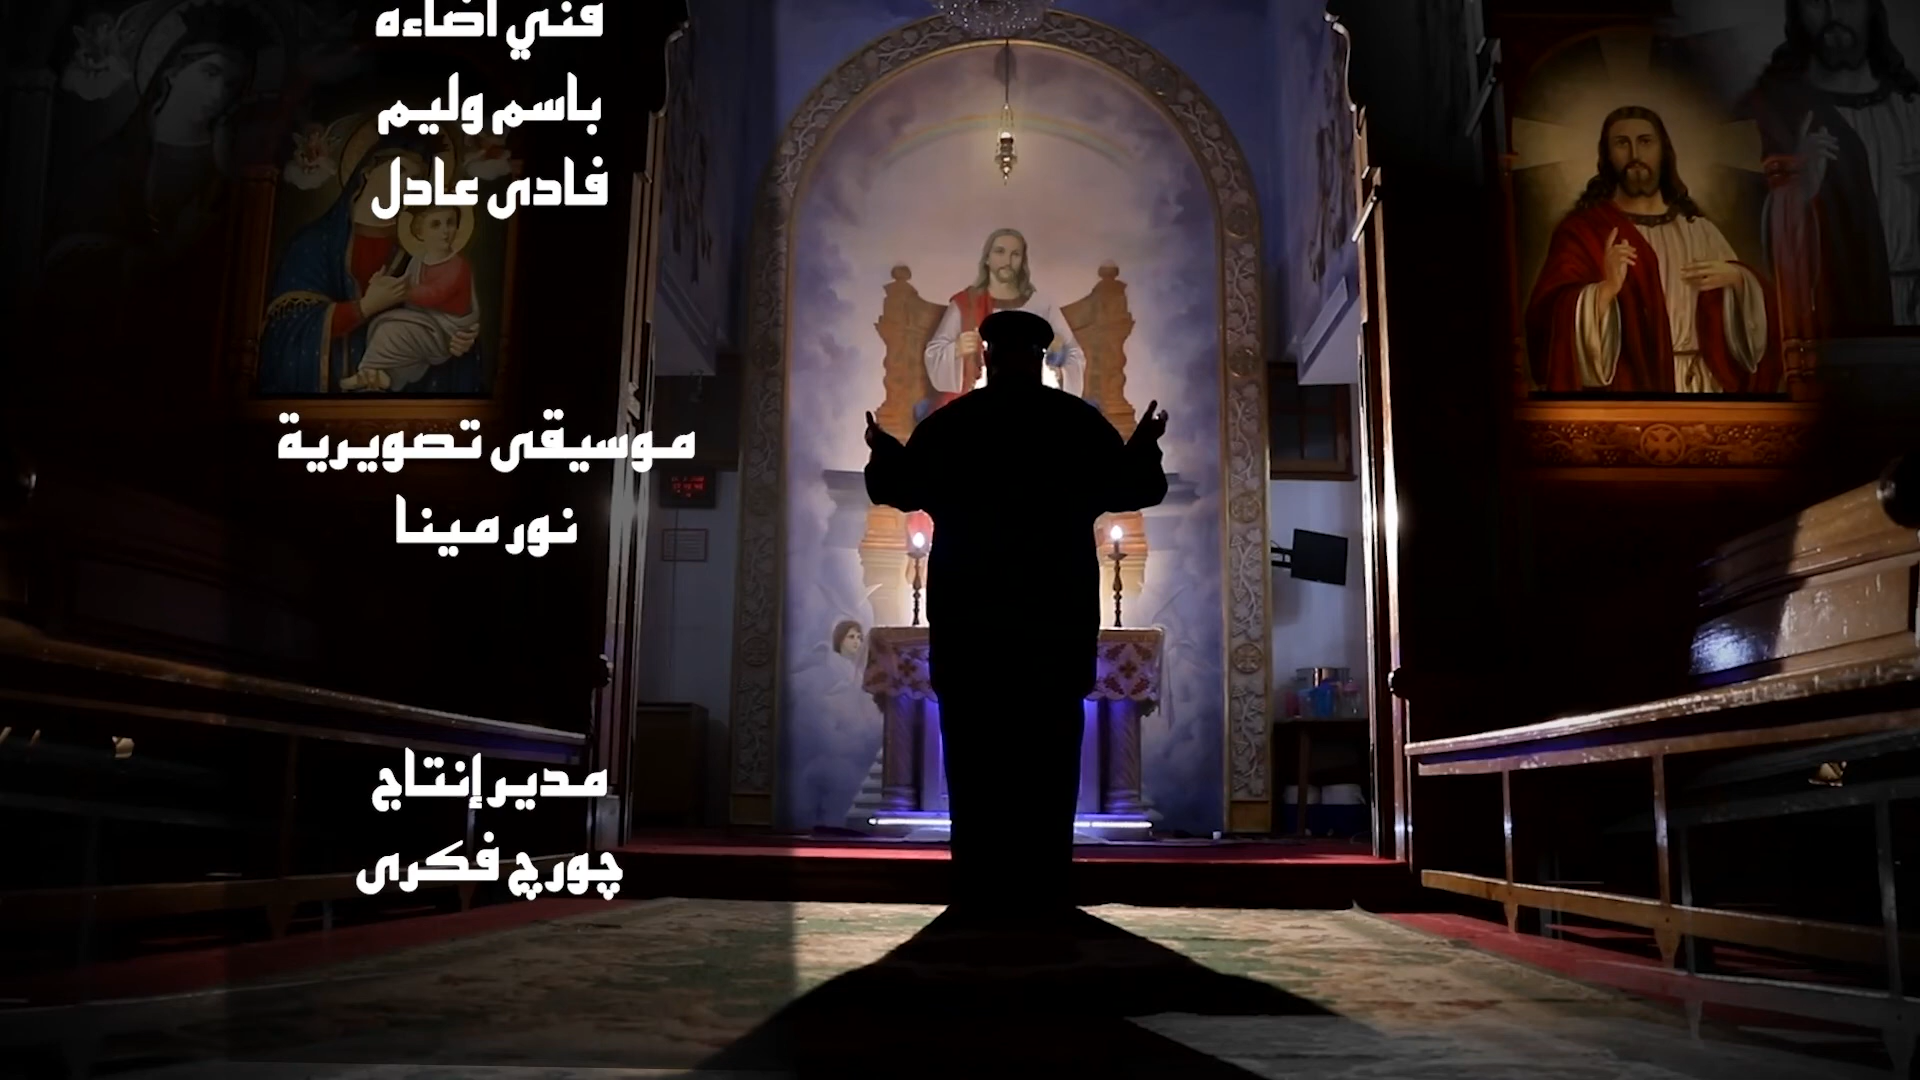 فني اضاءه
باسم وليم
فادى عادل
موسيقى تصويرية
نور مينا
مدير إنتاج
چورچ فكرى